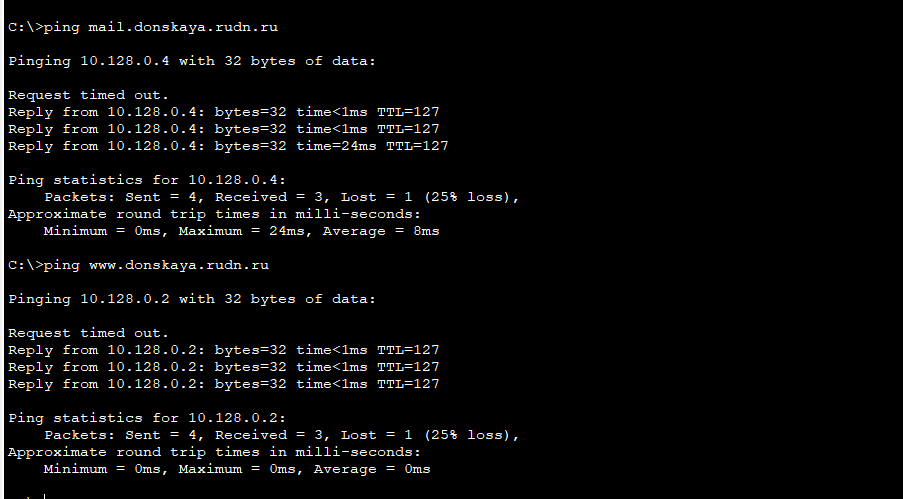 C:\>ping mail.donskaya.rudn.ru
Pinging 10.128.0.4 with 32 bytes of data:
Request timed out.
Reply from 10.128.0.4: bytes=32 time<1ms TTL=127
Reply from 10.128.0.4: bytes=32 time<1ms TTL=127
Reply from 10.128.0.4: bytes=32 time=24ms TTL=127
Ping statistics for 10.128.0.4:
Packets: Sent = 4, Received = 3, Lost = 1 (25% loss),
Approximate round trip times in milli-seconds:
Minimum = 0ms, Maximum = 24ms, Average = 8ms
C:\>ping www.donskaya.rudn.ru
Pinging 10.128.0.2 with 32 bytes of data:
Request timed out.
Reply from 10.128.0.2: bytes=32 time<1ms TTL=127
Reply from 10.128.0.2: bytes=32 time<1ms TTL=127
Reply from 10.128.0.2: bytes=32 time<1ms TTL=127
Ping statistics for 10.128.0.2:
Packets: Sent = 4, Received = 3, Lost = 1 (25% loss),
Approximate round trip times in milli-seconds:
Minimum = 0ms, Maximum = 0ms, Average = 0ms